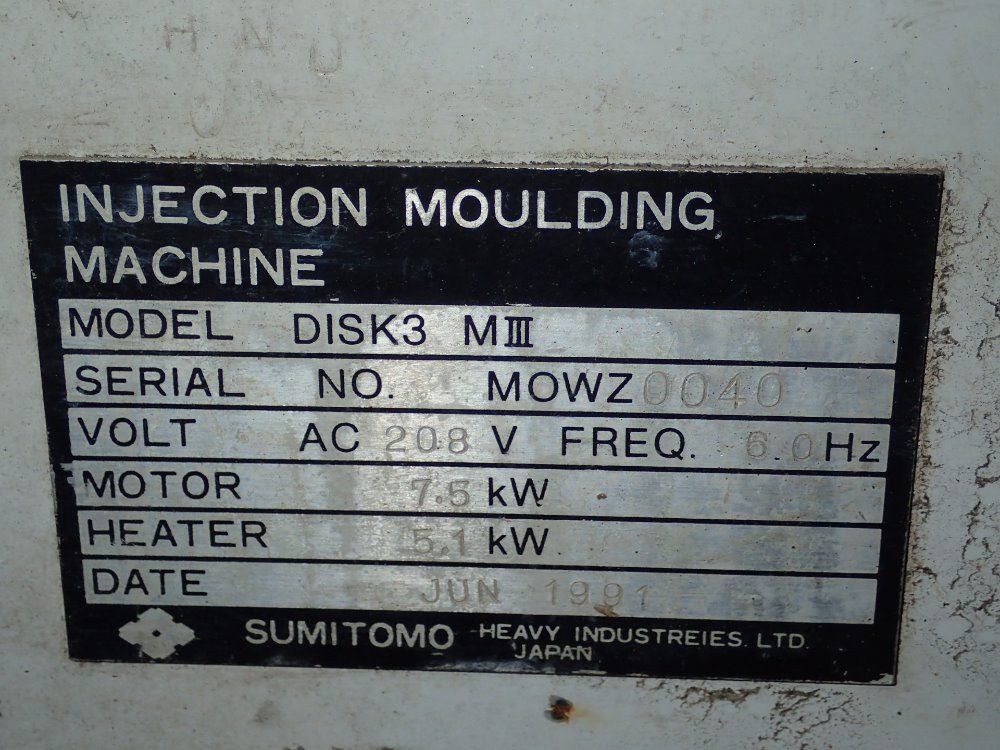 INJECTION MOULDING
MACHINE
MODEL DISK3 MIII
SERIAL NO. MOWZ0040
VOLT AC 208 V FREQ. 60Hz
MOTOR 7.5 kW
HEATER 5.1 kW
DATE JUN 1991
SUMITOMO HEAVY INDUSTREIES. LTD.
JAPAN